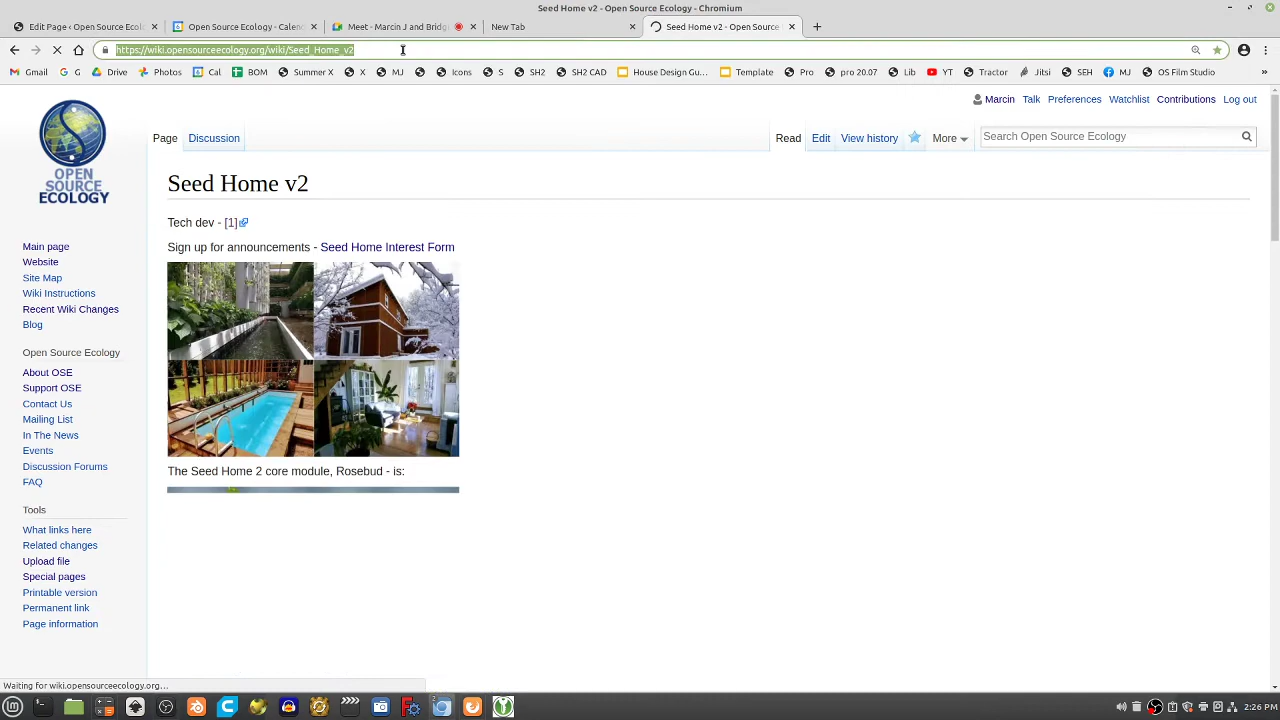 Seed Home v2 - Open Source Ecology - Chromium
Edit Page ‹ Open Source Ecol
Open Source Ecology - Calen
Meet - Marcin J and Bridg
New Tab
Seed Home v2 - Open Source
https://wiki.opensourceecology.org/wiki/Seed_Home_v2
Gmail
G
Drive
Photos
Cal
BOM
Summer X
X
MJ
Icons
S
SH2
SH2 CAD
House Design Gu...
Template
Pro
pro 20.07
Lib
YT
Tractor
Jitsi
SEH
MJ
OS Film Studio
»
Marcin Talk Preferences Watchlist Contributions Log out
Page Discussion
Read Edit View history More
Search Open Source Ecology
OPEN
SOURCE
ECOLOGY
Main page
Website
Site Map
Wiki Instructions
Recent Wiki Changes
Blog
Open Source Ecology
About OSE
Support OSE
Contact Us
Mailing List
In The News
Events
Discussion Forums
FAQ
Tools
What links here
Related changes
Upload file
Special pages
Printable version
Permanent link
Page information
Seed Home v2
Tech dev - [1]
Sign up for announcements - Seed Home Interest Form
The Seed Home 2 core module, Rosebud - is:
Waiting for wiki.opensourceecology.org...
2:26 PM